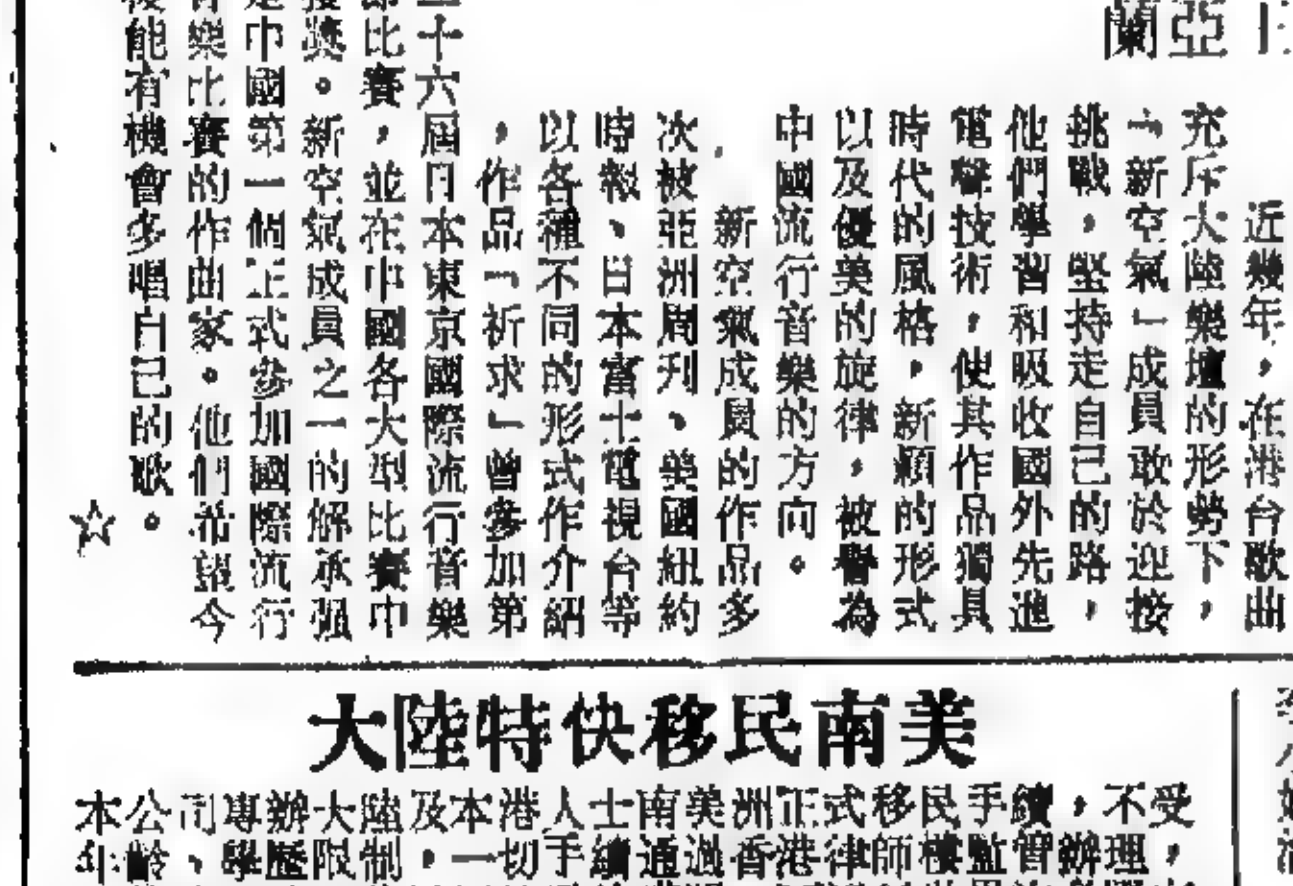 亞
蘭
近幾年，在港台歌曲
充斥大陸樂壇的形勢下，
「新空氣」成員敢於迎接
挑戰，堅持走自己的路，
他們學習和吸收國外先進
電聲技術，使其作品獨具
時代的風格，新穎的形式
以及優美的旋律，被譽為
中國流行音樂的方向。
新空氣成員的作品多
次被亞洲周刊、美國紐約
時報、日本富士電視台等
以各種不同的形式作介紹
，作品「祈求」曾參加第
十六屆日本東京國際流行音樂
節比賽，並在中國各大型比賽中
獲獎。新空氣成員之一的解承强
是中國第一個正式參加國際流行
音樂比賽的作曲家。他們希望今
後能有機會多唱自己的歌。
☆
大陸特快移民南美
本公司專辦大陸及本港人士南美洲正式移民手續，不受
年齡、學歷限制，一切手續通過香港律師樓監管辦理，